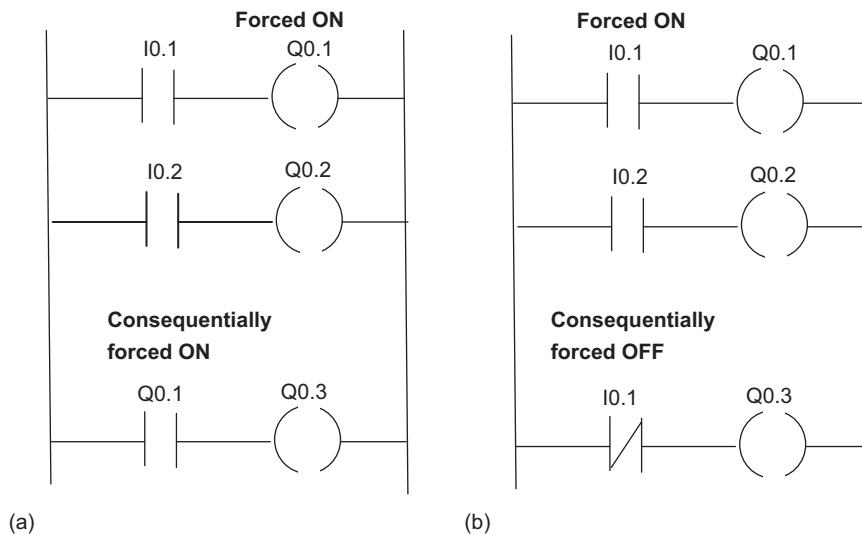 Forced ON
I0.1 Q0.1
I0.2 Q0.2
Consequentially
forced ON
Q0.1 Q0.3
(a)
Forced ON
I0.1 Q0.1
I0.2 Q0.2
Consequentially
forced OFF
I0.1 Q0.3
(b)